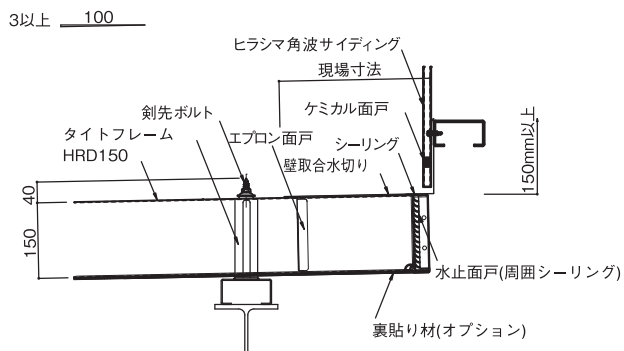 3以上 100
ヒラシマ角波サイディング
現場寸法
ケミカル面戸
剣先ボルト
タイトフレーム
HRD150
エプロン面戸
シーリング
壁取合水切り
150mm以上
40
150
水止面戸(周囲シーリング)
裏貼り材(オプション)